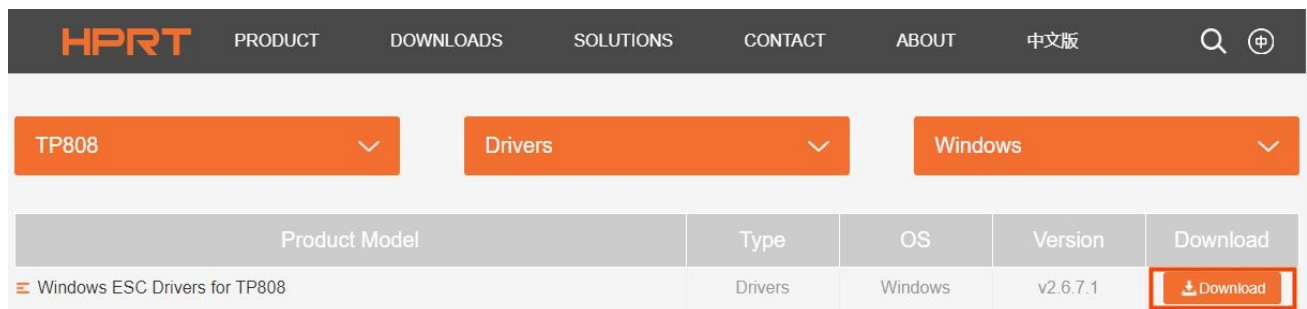 HPRT PRODUCT DOWNLOADS SOLUTIONS CONTACT ABOUT 中文版 中
TP808 Drivers Windows
Product Model Type OS Version Download
Windows ESC Drivers for TP808 Drivers Windows v2.6.7.1 Download